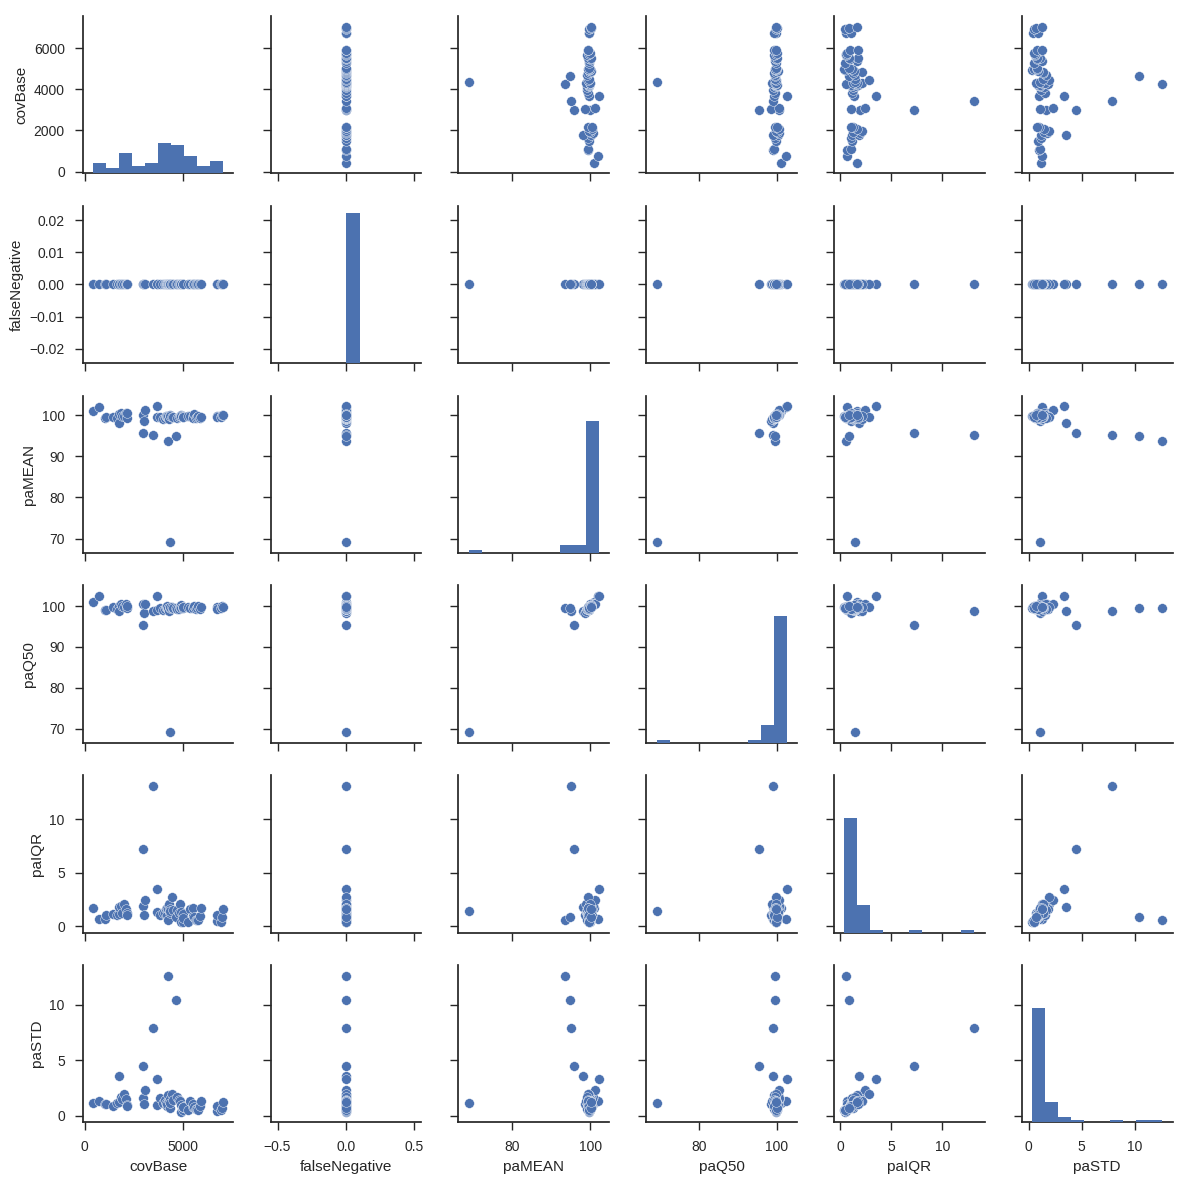 6000
4000
2000
0
covBase
0.02
0.01
0.00
−0.01
−0.02
falseNegative
100
90
80
70
paMEAN
100
90
80
70
paQ50
10
5
0
paIQR
10
5
0
paSTD
0 5000
−0.5 0.0 0.5
80 100
80 100
0 5 10
0 5 10
covBase falseNegative paMEAN paQ50 paIQR paSTD